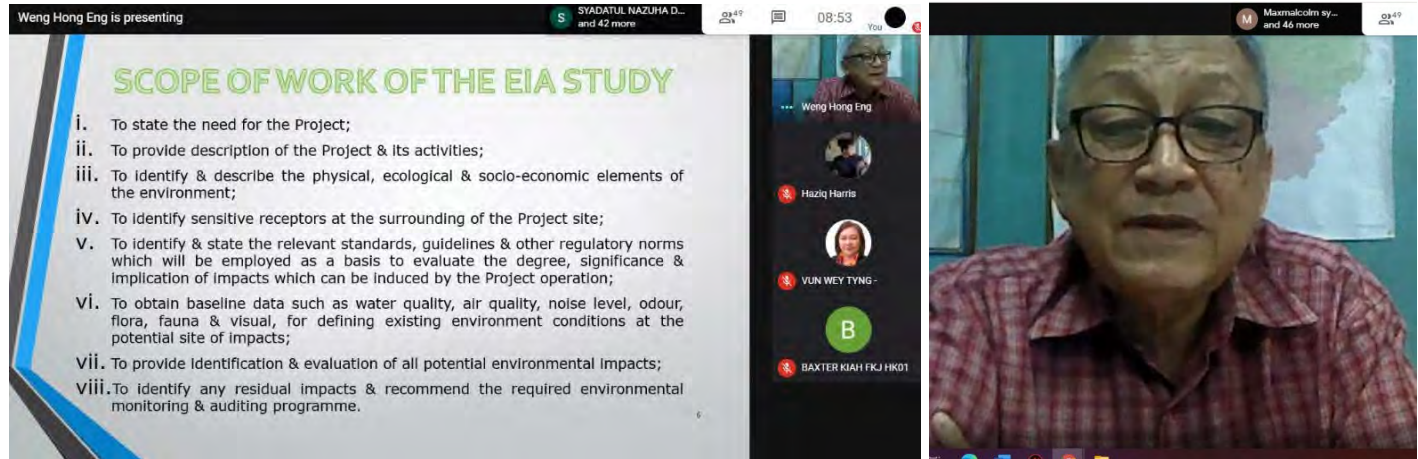 Weng Hong Eng is presenting
S
SYADATUL NAZUHA D...
and 42 more
49
08:53
You
SCOPE OF WORK OF THE EIA STUDY
i. To state the need for the Project;
ii. To provide description of the Project & its activities;
iii. To identify & describe the physical, ecological & socio-economic elements of
the environment;
iv. To identify sensitive receptors at the surrounding of the Project site;
v. To identify & state the relevant standards, guidelines & other regulatory norms
which will be employed as a basis to evaluate the degree, significance &
implication of impacts which can be induced by the Project operation;
vi. To obtain baseline data such as water quality, air quality, noise level, odour,
flora, fauna & visual, for defining existing environment conditions at the
potential site of impacts;
vii. To provide identification & evaluation of all potential environmental impacts;
viii. To identify any residual impacts & recommend the required environmental
monitoring & auditing programme.
6
Weng Hong Eng
Haziq Harris
VUN WEY TYNG -
B
BAXTER KIAH FKJ HK01
M
Maxmalcolm sy...
and 46 more
49